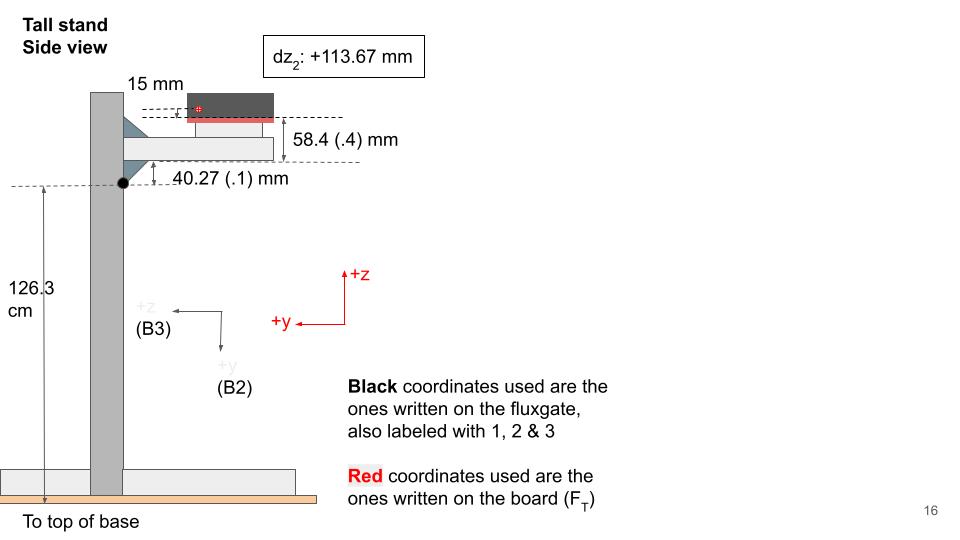 Tall stand
Side view
dz2: +113.67 mm
15 mm
58.4 (.4) mm
40.27 (.1) mm
126.3
cm
+z
+z
(B3)
+y
+y
(B2)
Black coordinates used are the
ones written on the fluxgate,
also labeled with 1, 2 & 3
Red coordinates used are the
ones written on the board (FT)
To top of base
16